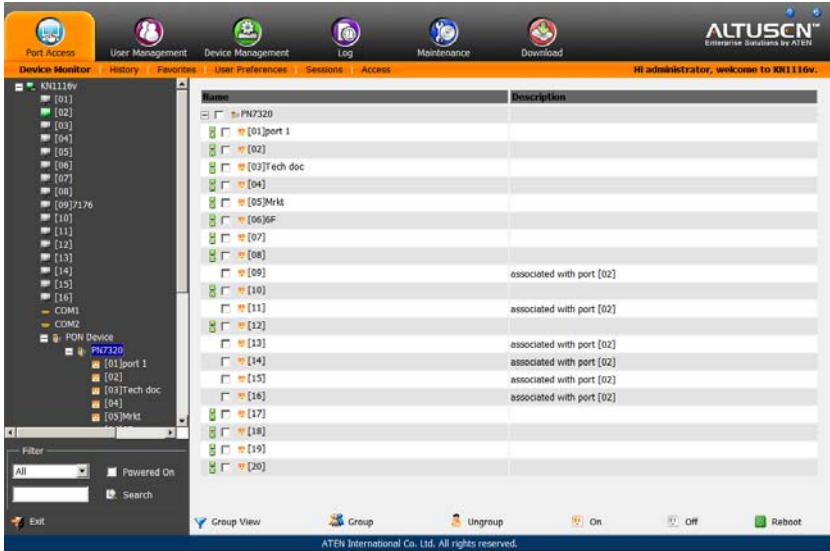 Port Access
User Management
Device Management
Log
Maintenance
Download
ALTUSEN™
Enterprise Solutions by ATEN
Device Monitor
History
Favorites
User Preferences
Sessions
Access
Hi administrator, welcome to KN1116v.
KN1116v
[01]
[02]
[03]
[04]
[05]
[06]
[07]
[08]
[09]7176
[10]
[11]
[12]
[13]
[14]
[15]
[16]
COM1
COM2
PON Device
PN7320
[01]port 1
[02]
[03]Tech doc
[04]
[05]Mrkt
Filter
All
Powered On
Search
Exit
Name Description
PN7320
[01]port 1
[02]
[03]Tech doc
[04]
[05]Mrkt
[06]6F
[07]
[08]
[09] associated with port [02]
[10]
[11] associated with port [02]
[12]
[13] associated with port [02]
[14] associated with port [02]
[15] associated with port [02]
[16] associated with port [02]
[17]
[18]
[19]
[20]
Group View
Group
Ungroup
On
Off
Reboot
ATEN International Co. Ltd. All rights reserved.